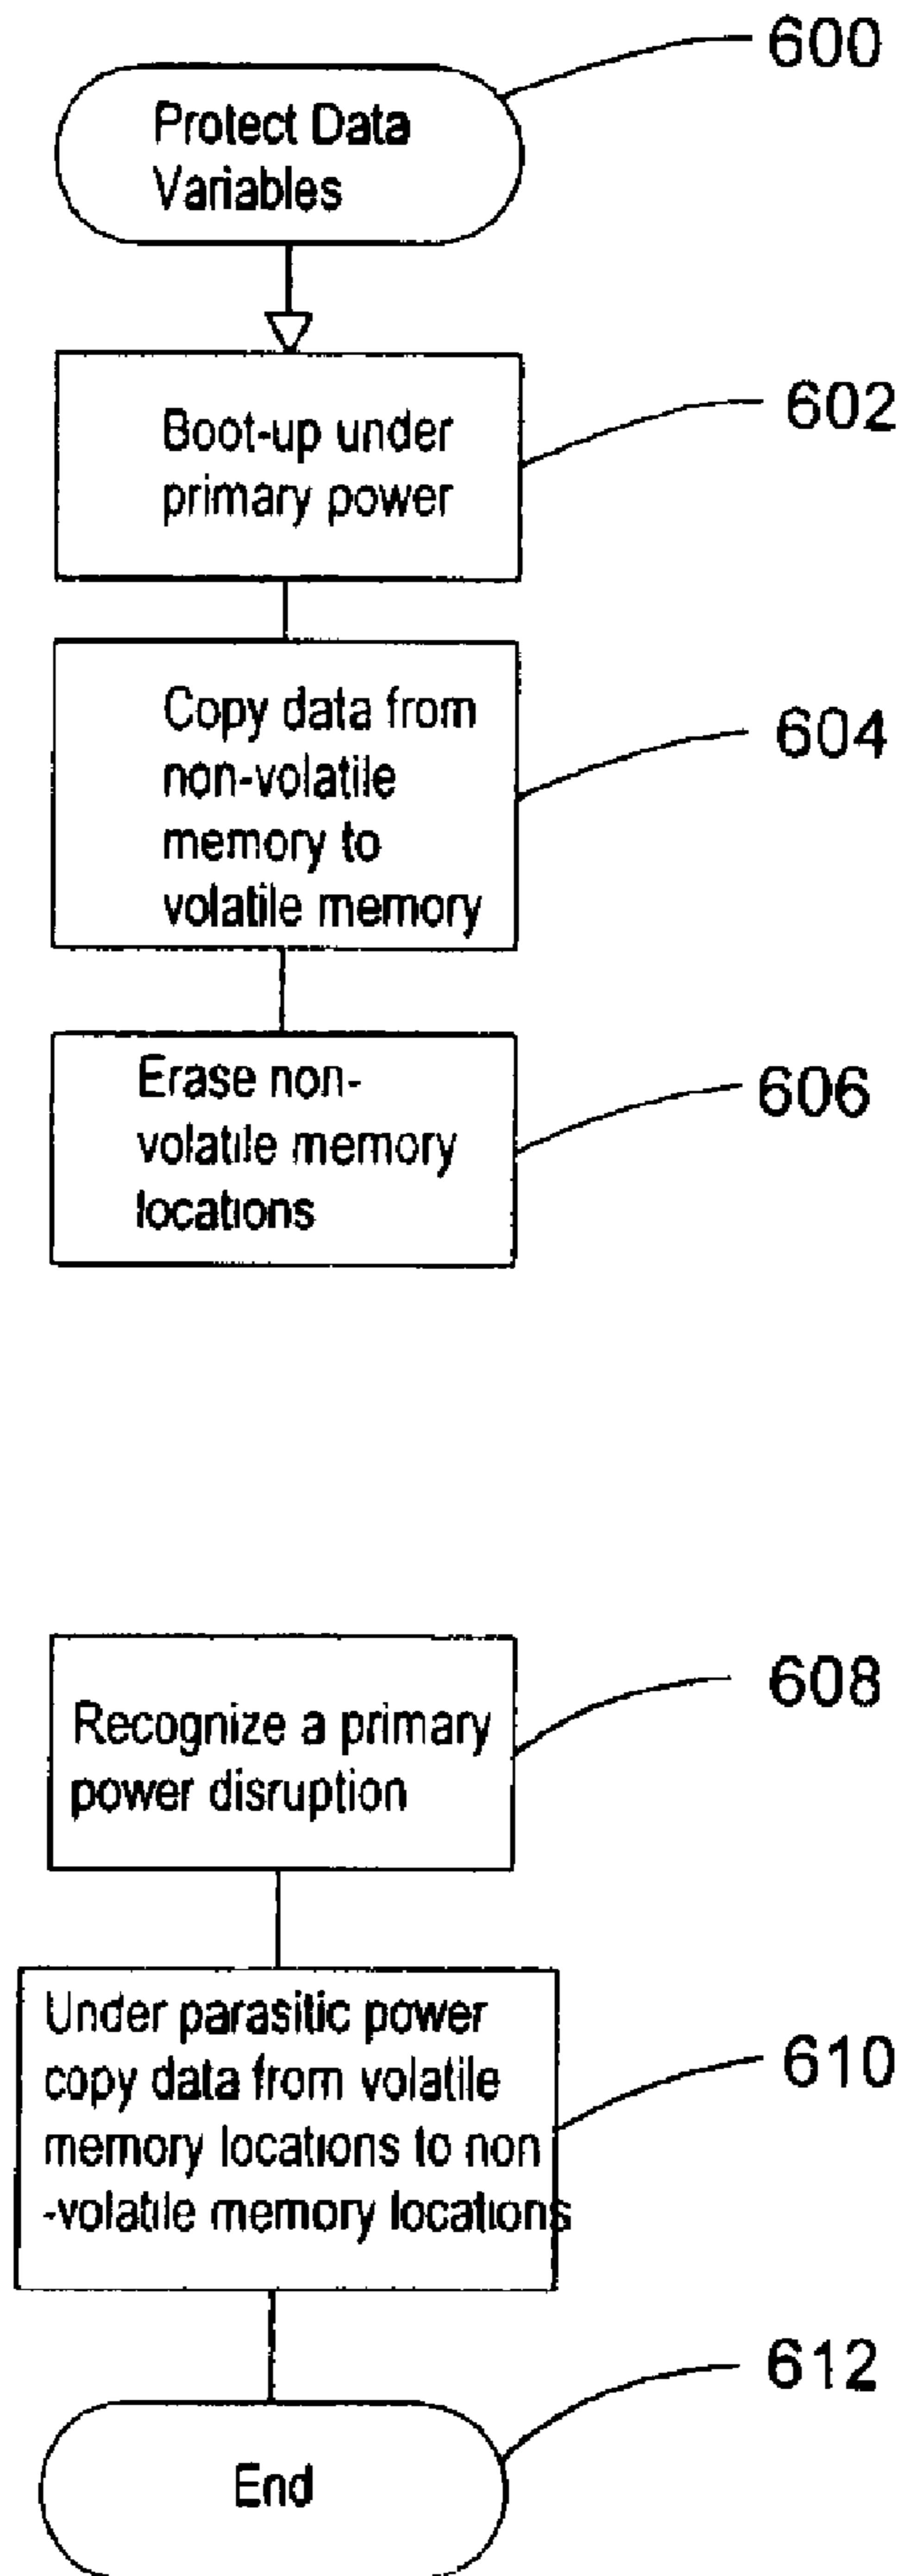 600
Protect Data
Variables
602
Boot-up under
primary power
604
Copy data from
non-volatile
memory to
volatile memory
606
Erase non-
volatile memory
locations
608
Recognize a primary
power disruption
610
Under parasitic power
copy data from volatile
memory locations to non
-volatile memory locations
612
End